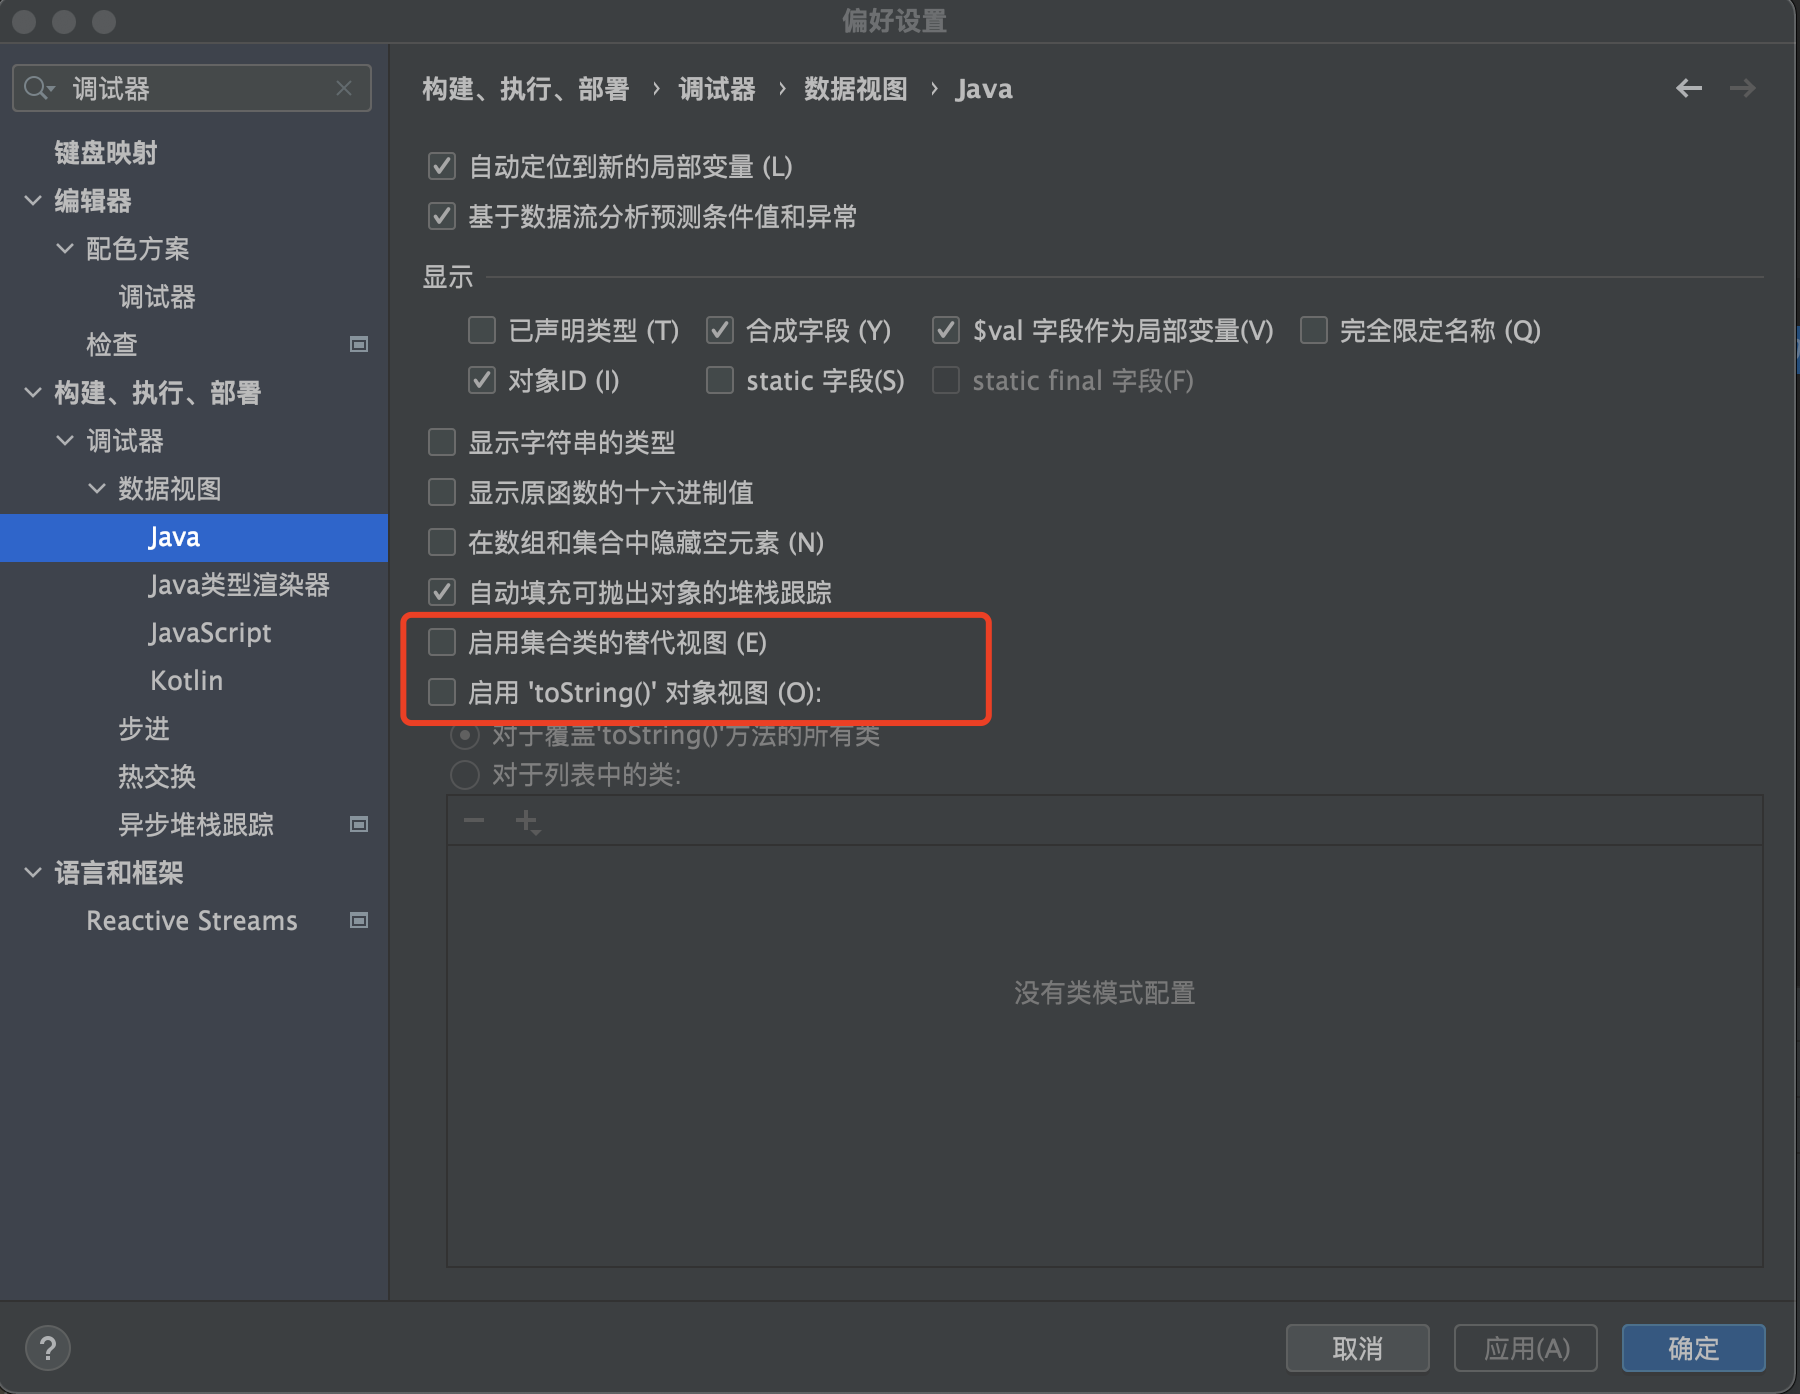 偏好设置
调试器
键盘映射
编辑器
配色方案
调试器
检查
构建、执行、部署
调试器
数据视图
Java
Java类型渲染器
JavaScript
Kotlin
步进
热交换
异步堆栈跟踪
语言和框架
Reactive Streams
构建、执行、部署 › 调试器 › 数据视图 › Java
自动定位到新的局部变量 (L)
基于数据流分析预测条件值和异常
显示
已声明类型 (T) 合成字段 (Y) $val 字段作为局部变量(V) 完全限定名称 (Q)
对象ID (I) static 字段(S) static final 字段(F)
显示字符串的类型
显示原函数的十六进制值
在数组和集合中隐藏空元素 (N)
自动填充可抛出对象的堆栈跟踪
启用集合类的替代视图 (E)
启用 'toString()' 对象视图 (O):
对于覆盖'toString()'方法的所有类
对于列表中的类:
没有类模式配置
? 取消 应用(A) 确定